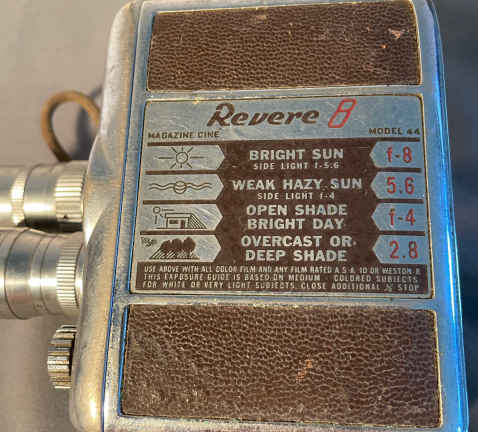 Revere 8
MAGAZINE CINE MODEL 44
BRIGHT SUN f-8
SIDE LIGHT f-5.6
WEAK HAZY SUN 5.6
SIDE LIGHT f-4
OPEN SHADE f-4
BRIGHT DAY
OVERCAST OR 2.8
DEEP SHADE
USE ABOVE WITH ALL COLOR FILM AND ANY FILM RATED A S A 10 OR WESTON 8
THIS EXPOSURE GUIDE IS BASED ON MEDIUM COLORED SUBJECTS.
FOR WHITE OR VERY LIGHT SUBJECTS, CLOSE ADDITIONAL ½ STOP